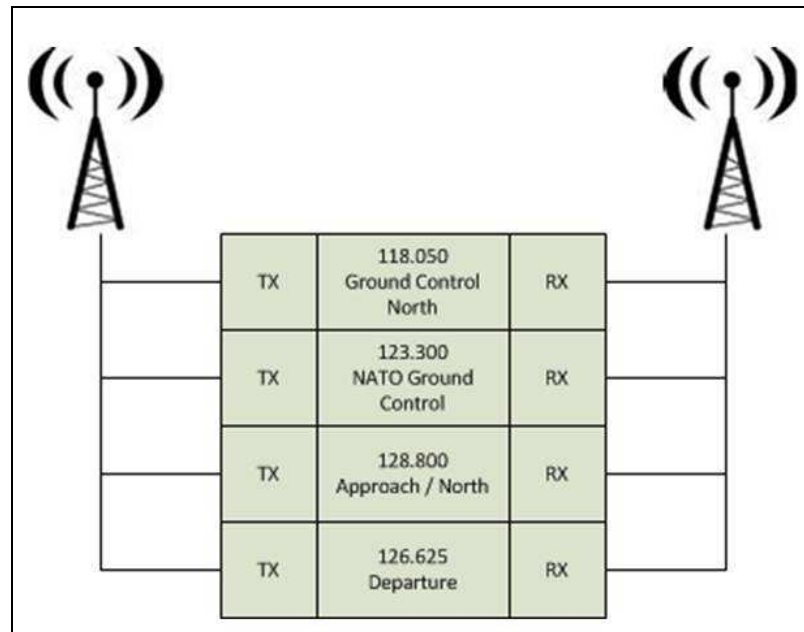 TX
118.050
Ground Control
North
RX
TX
123.300
NATO Ground
Control
RX
TX
128.800
Approach / North
RX
TX
126.625
Departure
RX